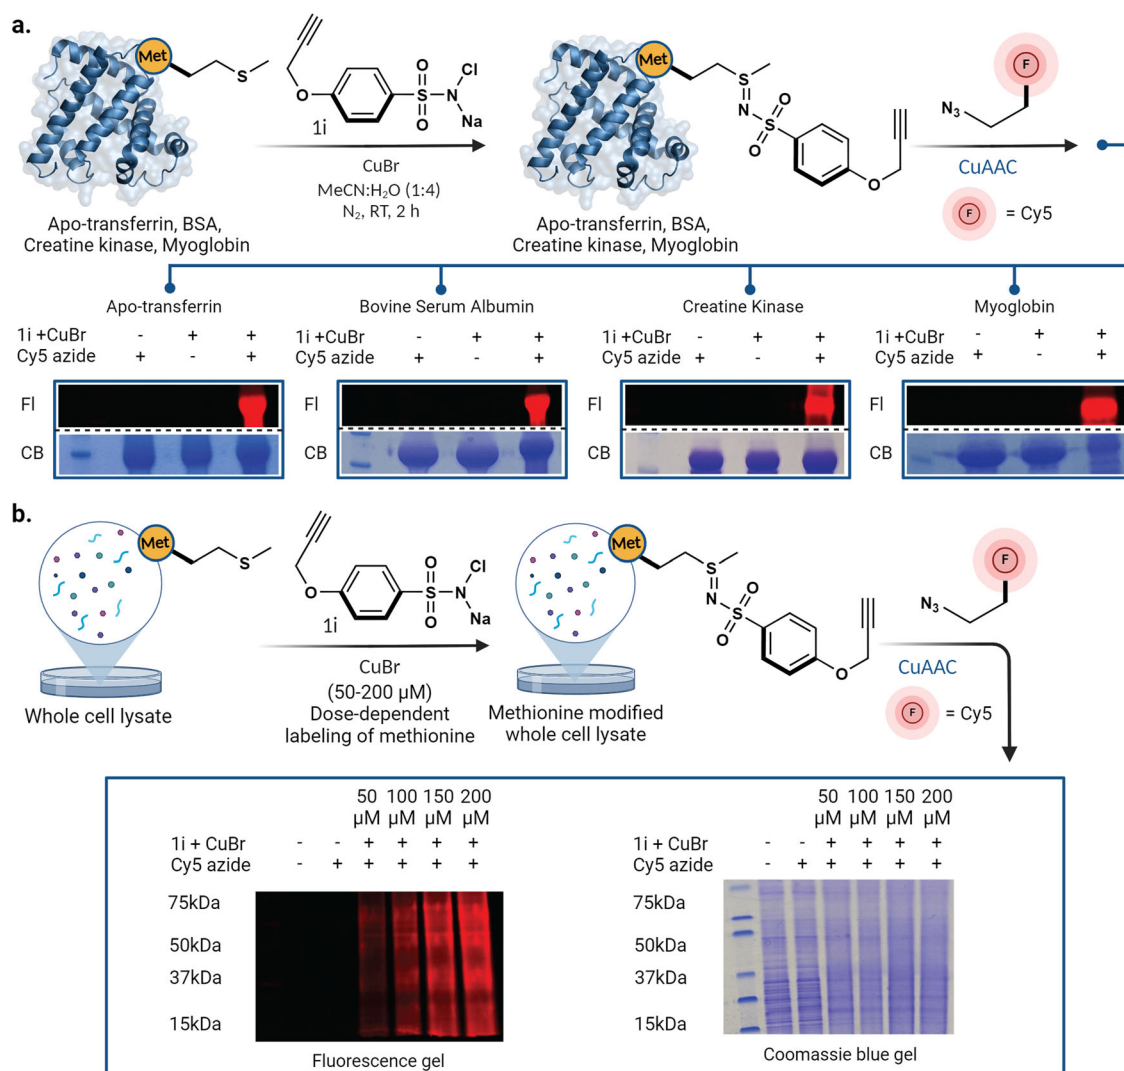 a.
Met
S
O
O
S
O
N
Cl
Na
1i
CuBr
MeCN:H₂O (1:4)
N₂, RT, 2 h
Apo-transferrin, BSA,
Creatine kinase, Myoglobin
Met
S
N
O
S
O
O
Apo-transferrin, BSA,
Creatine kinase, Myoglobin
F
N₃
CuAAC
F = Cy5
Apo-transferrin
1i +CuBr - + +
Cy5 azide + - +
Fl
CB
Bovine Serum Albumin
1i +CuBr - + +
Cy5 azide + - +
Fl
CB
Creatine Kinase
1i +CuBr - + +
Cy5 azide + - +
Fl
CB
Myoglobin
1i +CuBr - + +
Cy5 azide + - +
Fl
CB
b.
Met
S
Whole cell lysate
O
O
S
O
N
Cl
Na
1i
CuBr
(50-200 µM)
Dose-dependent
labeling of methionine
Met
S
N
O
S
O
O
Methionine modified
whole cell lysate
F
N₃
CuAAC
F = Cy5
50 100 150 200
µM µM µM µM
1i + CuBr - - + + + +
Cy5 azide - + + + + +
75kDa
50kDa
37kDa
15kDa
Fluorescence gel
50 100 150 200
µM µM µM µM
1i + CuBr - - + + + +
Cy5 azide - + + + + +
75kDa
50kDa
37kDa
15kDa
Coomassie blue gel